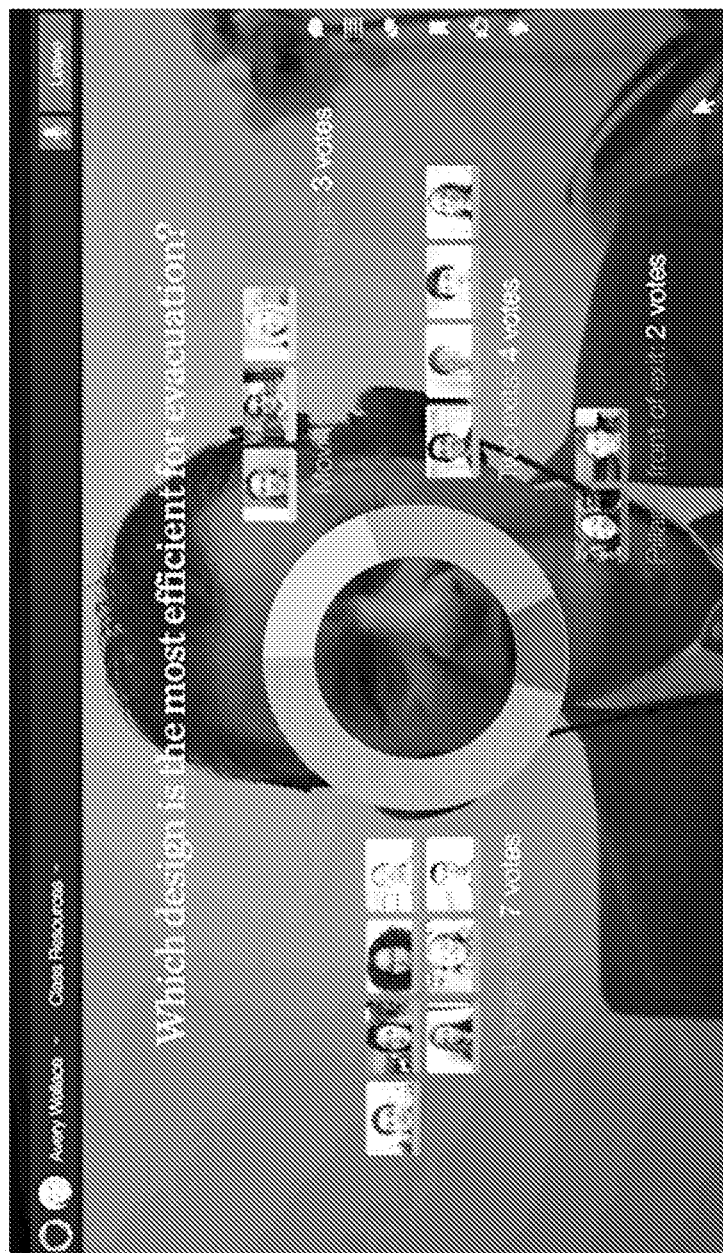 Avery Wallace
Class Resources
Leave
Which design is the most efficient for evacuation?
3 votes
7 votes
4 votes
2 votes